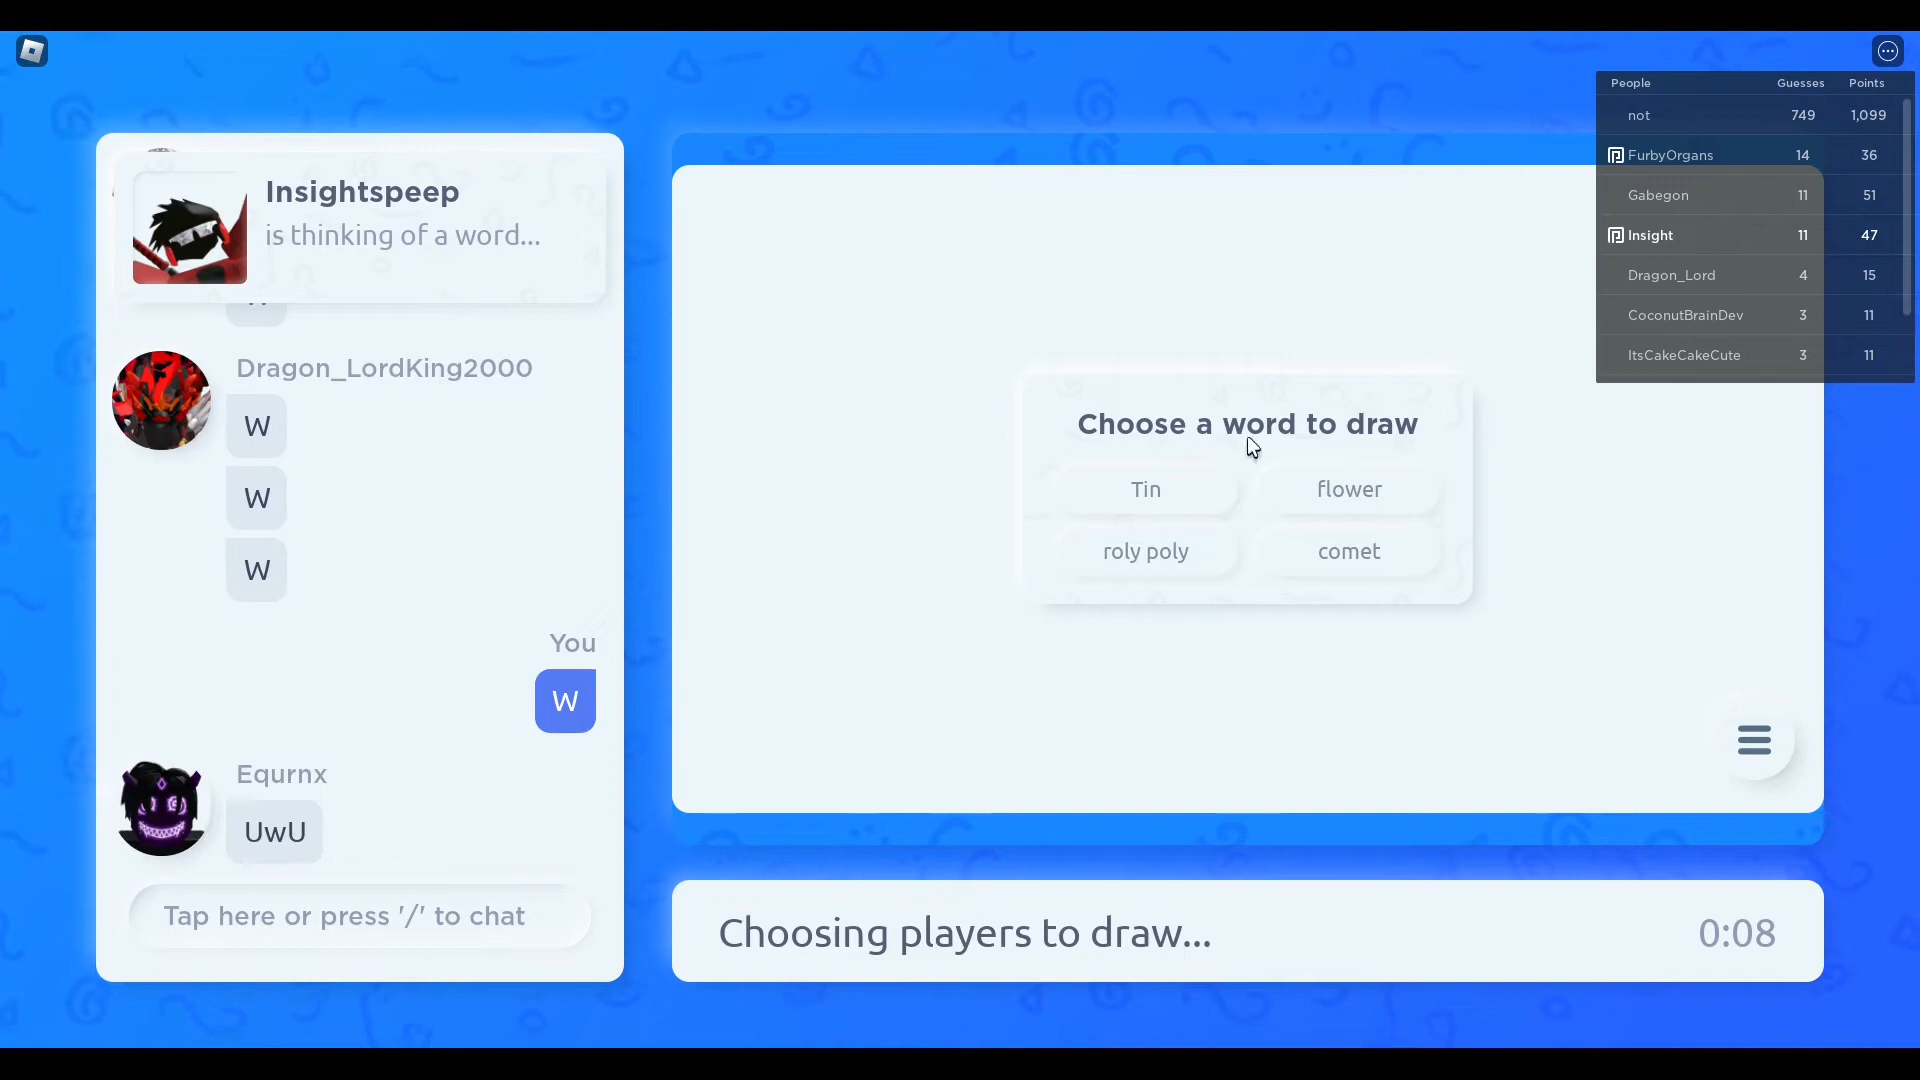 Insightspeep
is thinking of a word...
Dragon_LordKing2000
W
W
W
You
W
Equrnx
UwU
Tap here or press '/' to chat
Choose a word to draw
Tin flower
roly poly comet
Choosing players to draw... 0:08
People Guesses Points
not 749 1,099
FurbyOrgans 14 36
Gabegon 11 51
Insight 11 47
Dragon_Lord 4 15
CoconutBrainDev 3 11
ItsCakeCakeCute 3 11